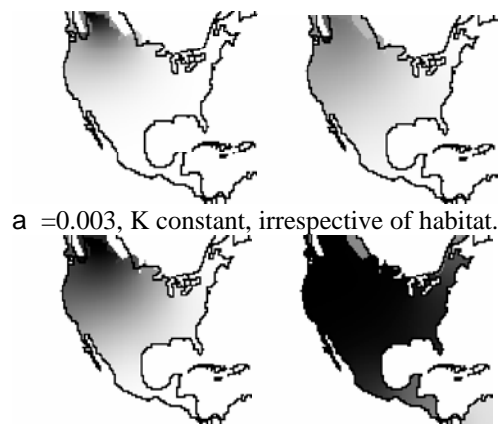 a =0.003, K constant, irrespective of habitat.